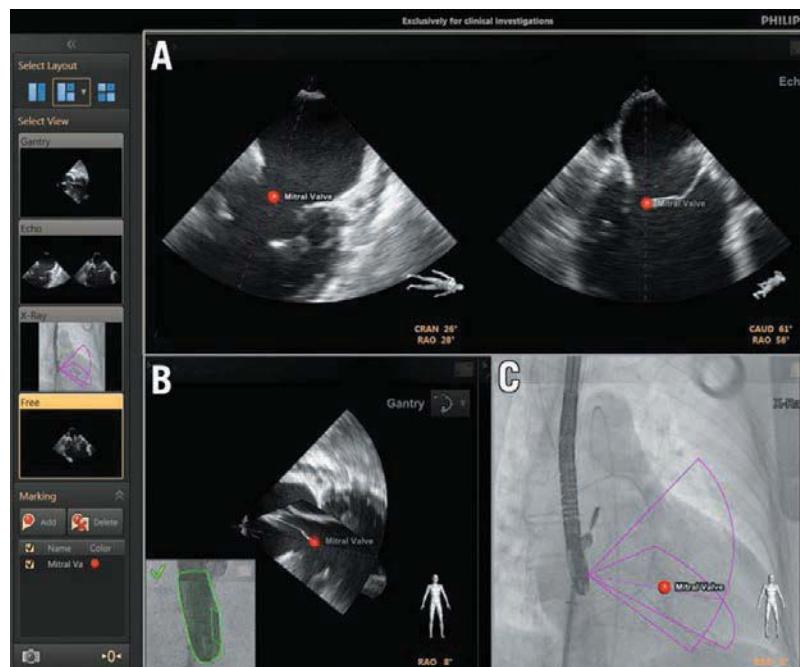 Exclusively for clinical investigations
PHILIP
Select Layout
Select View
Gantry
Echo
X-Ray
Free
Marking
Add
Delete
Name Color
Mitral Va
A
Ech
Mitral Valve
Mitral Valve
CRAN 26°
RAO 28°
CAUD 61°
RAO 56°
B
Gantry
Mitral Valve
RAO 8°
C
X-Ra
Mitral Valve